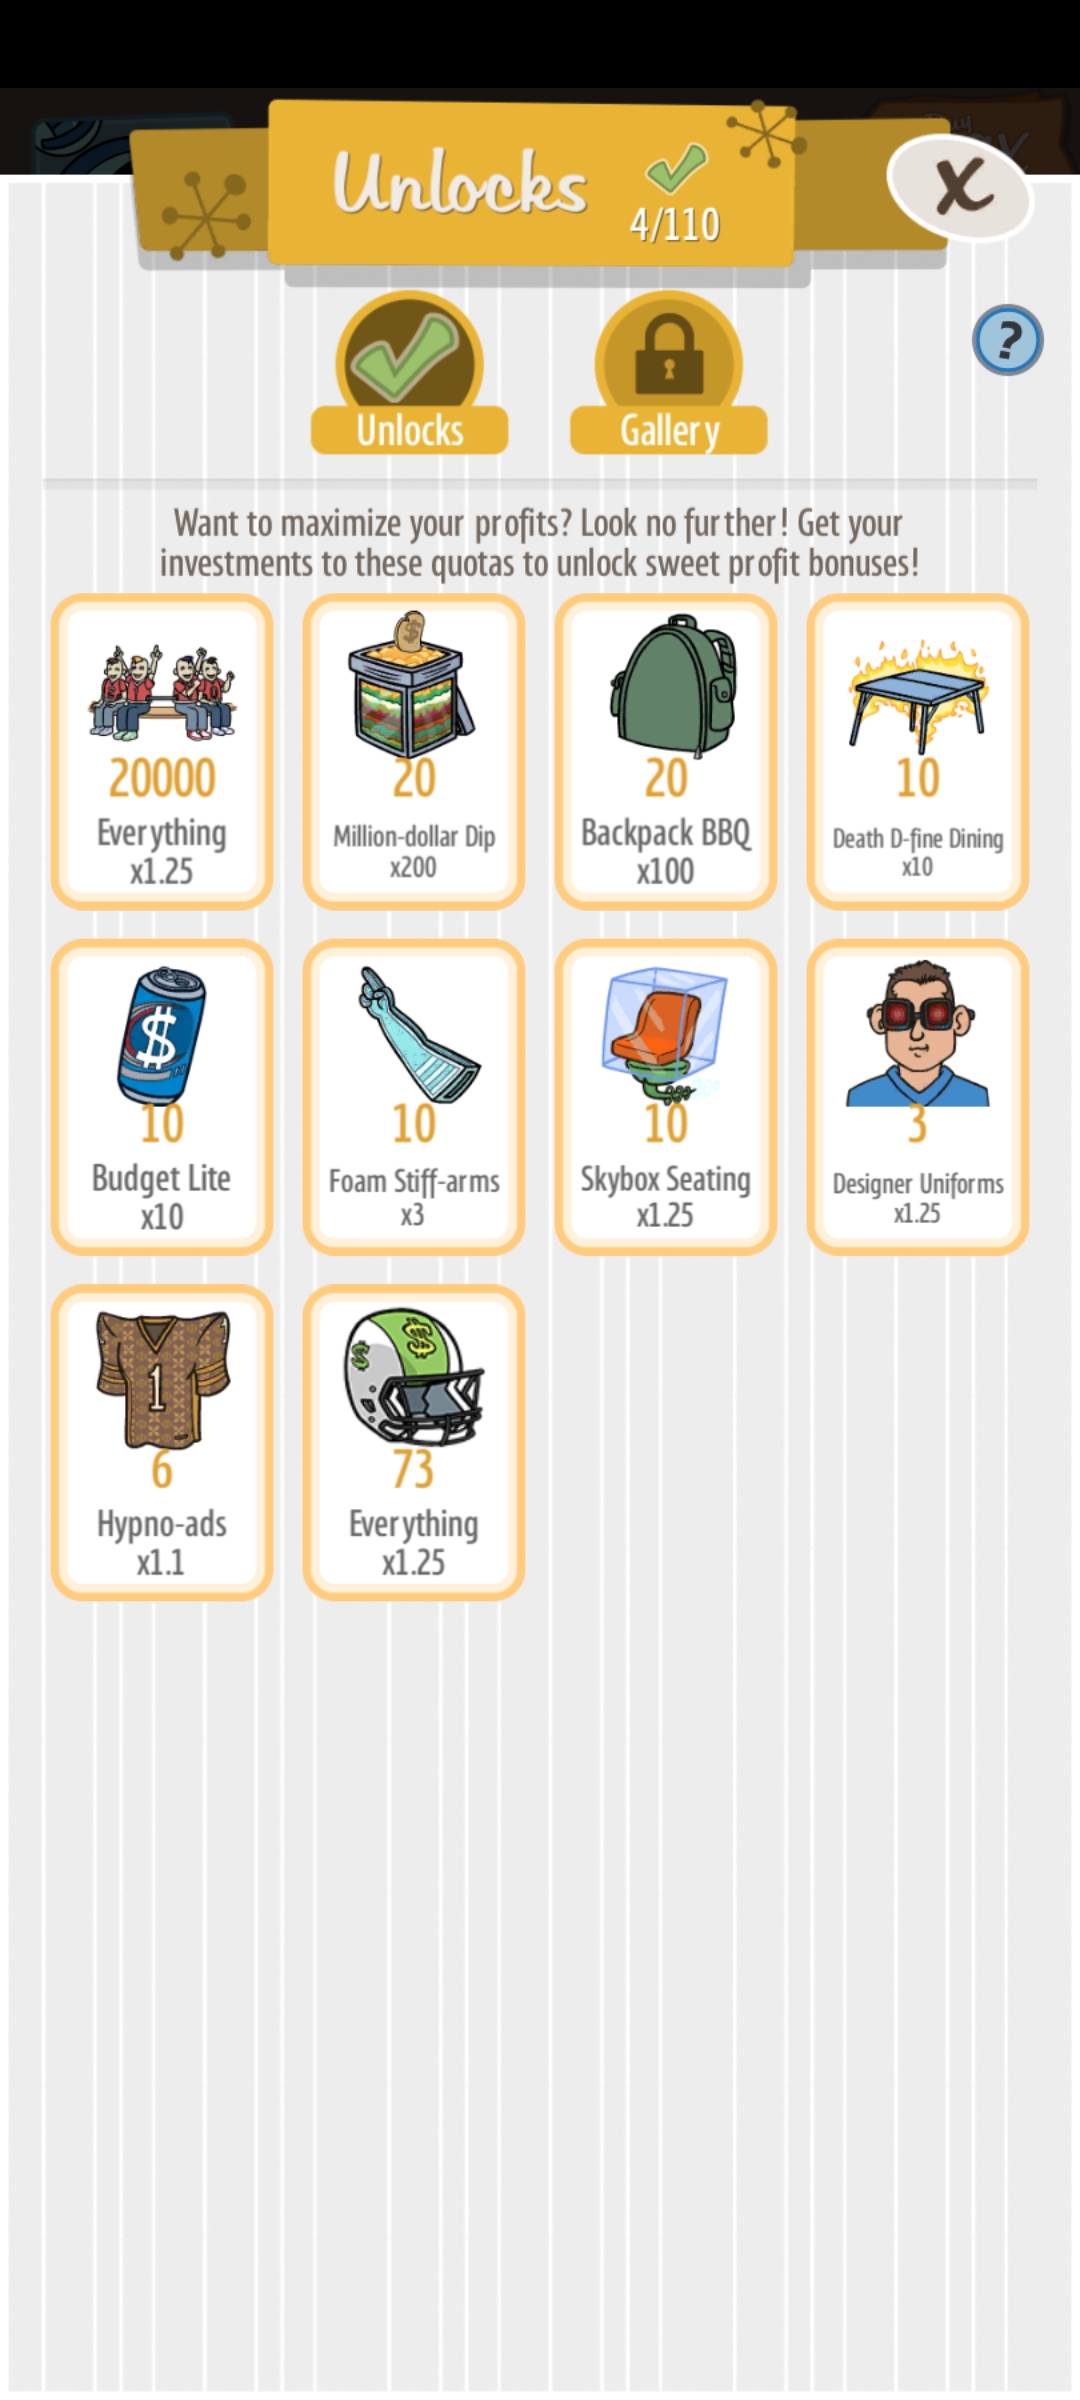 Buy
Unlocks
4/110
X
?
Unlocks
Gallery
Want to maximize your profits? Look no further! Get your
investments to these quotas to unlock sweet profit bonuses!
20000
Everything
x1.25
$
20
Million-dollar Dip
x200
20
Backpack BBQ
x100
10
Death D-fine Dining
x10
$
10
Budget Lite
x10
10
Foam Stiff-arms
x3
10
Skybox Seating
x1.25
3
Designer Uniforms
x1.25
1
6
Hypno-ads
x1.1
$
$
73
Everything
x1.25